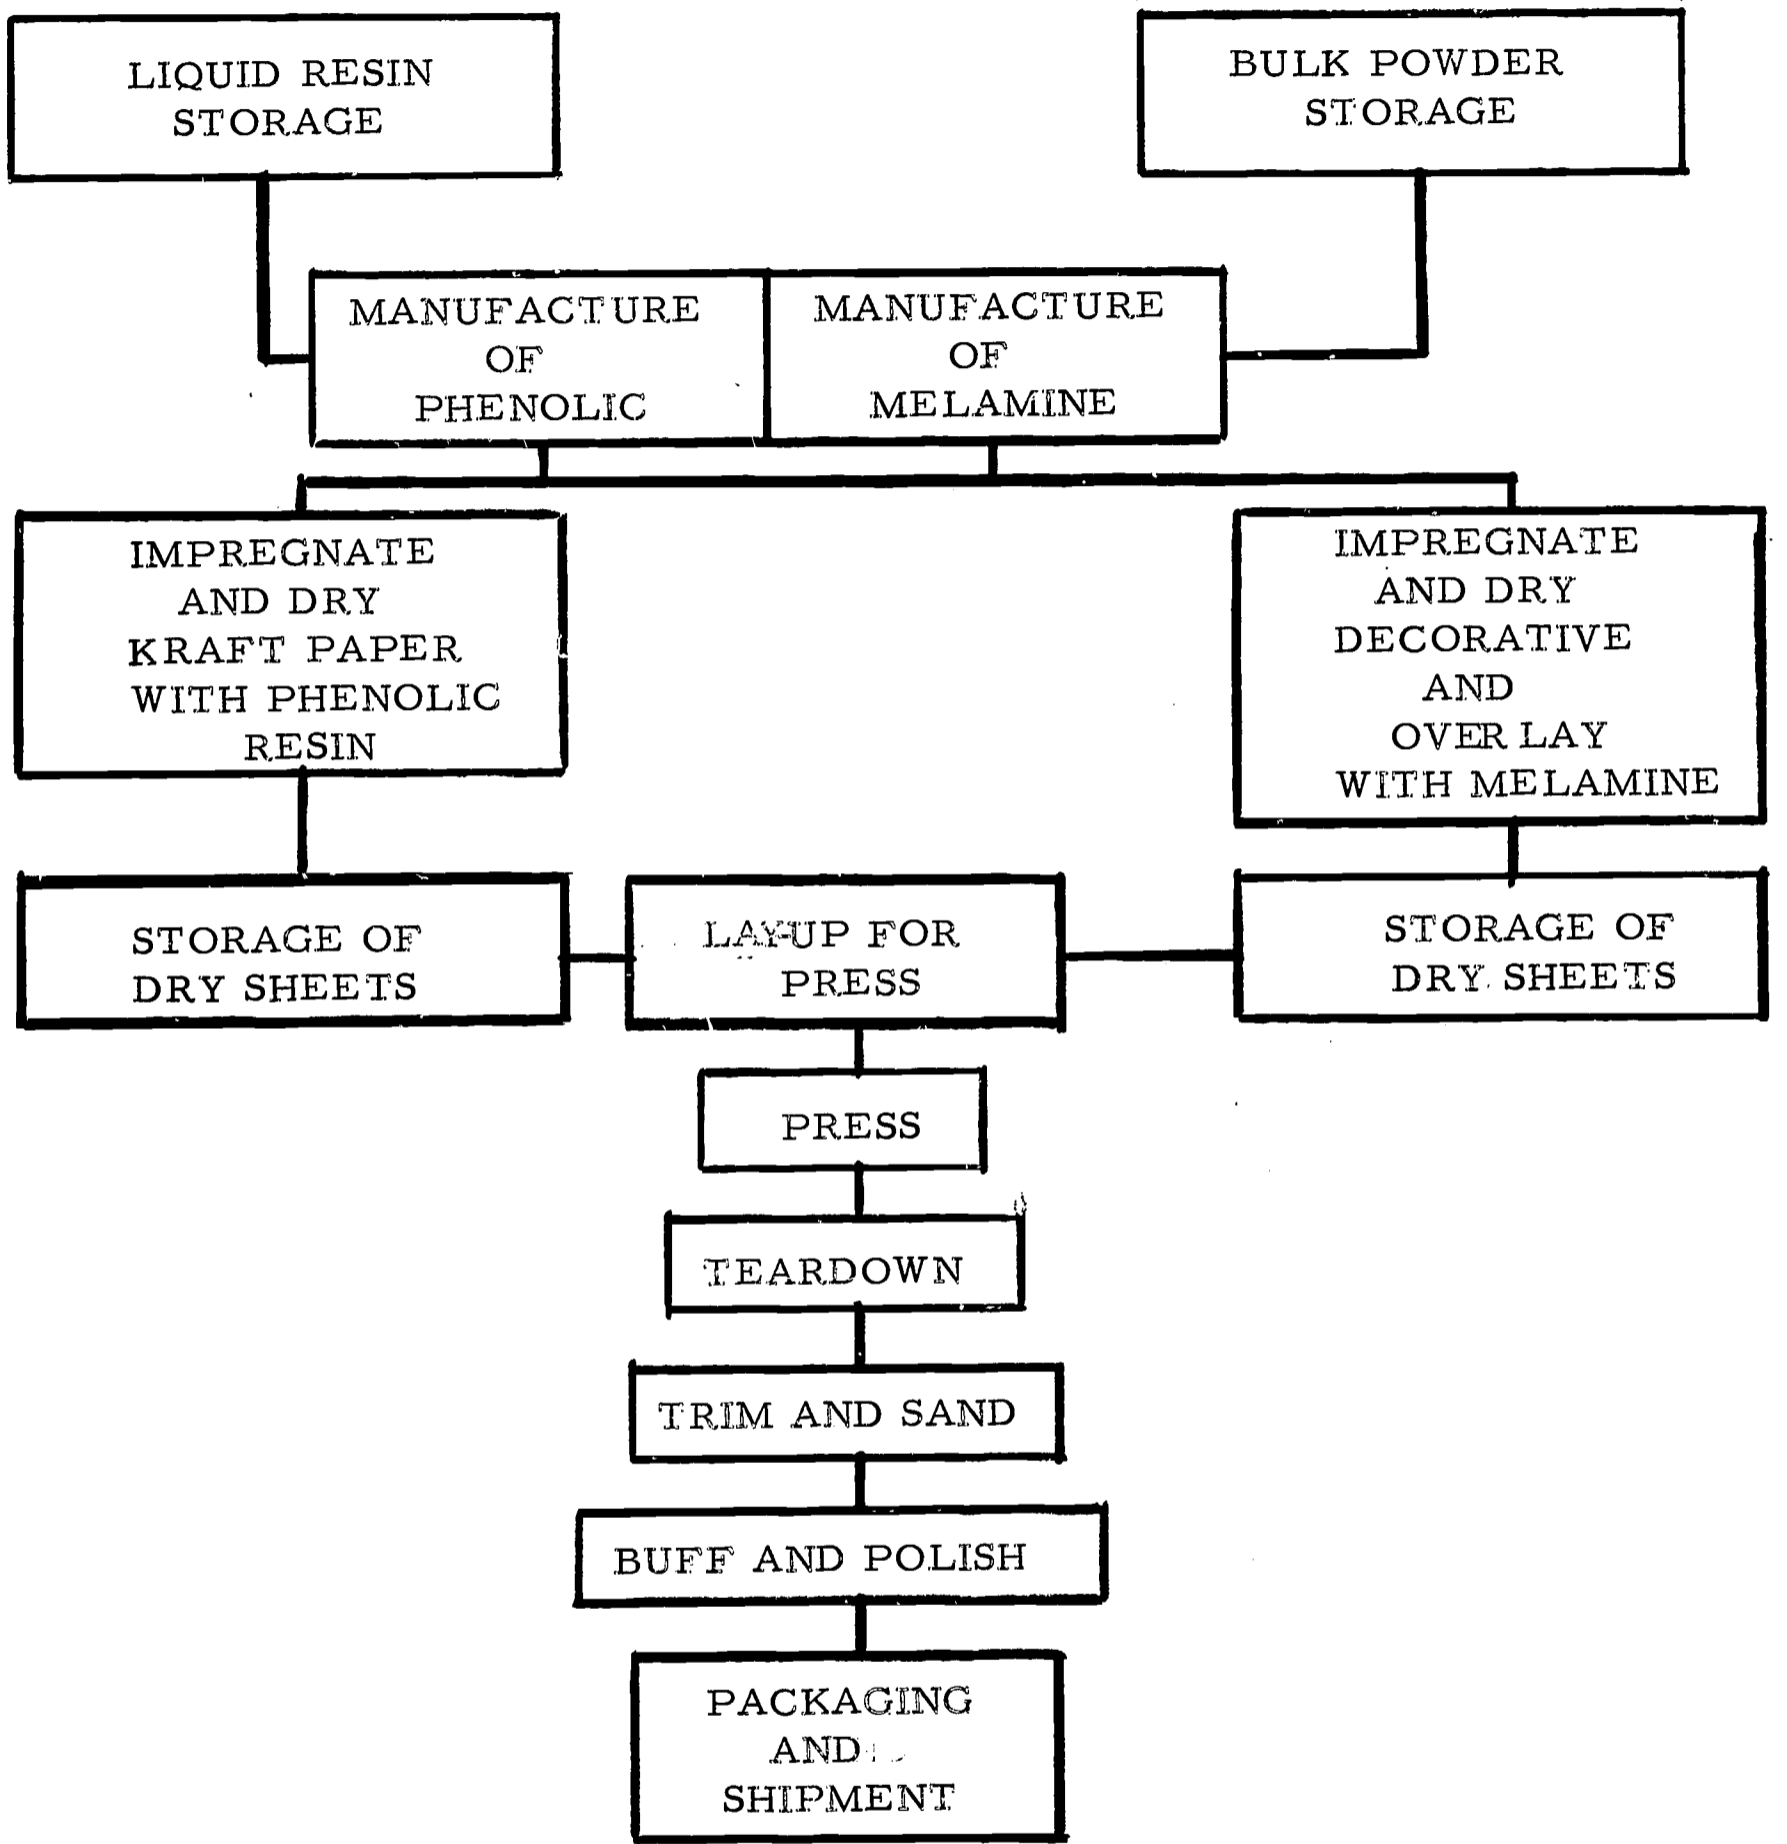 LIQUID RESIN
STORAGE
BULK POWDER
STORAGE
MANUFACTURE
OF
PHENOLIC
MANUFACTURE
OF
MELAMINE
IMPREGNATE
AND DRY
KRAFT PAPER
WITH PHENOLIC
RESIN
IMPREGNATE
AND DRY
DECORATIVE
AND
OVER LAY
WITH MELAMINE
STORAGE OF
DRY SHEETS
LAY-UP FOR
PRESS
STORAGE OF
DRY SHEETS
PRESS
TEARDOWN
TRIM AND SAND
BUFF AND POLISH
PACKAGING
AND
SHIPMENT